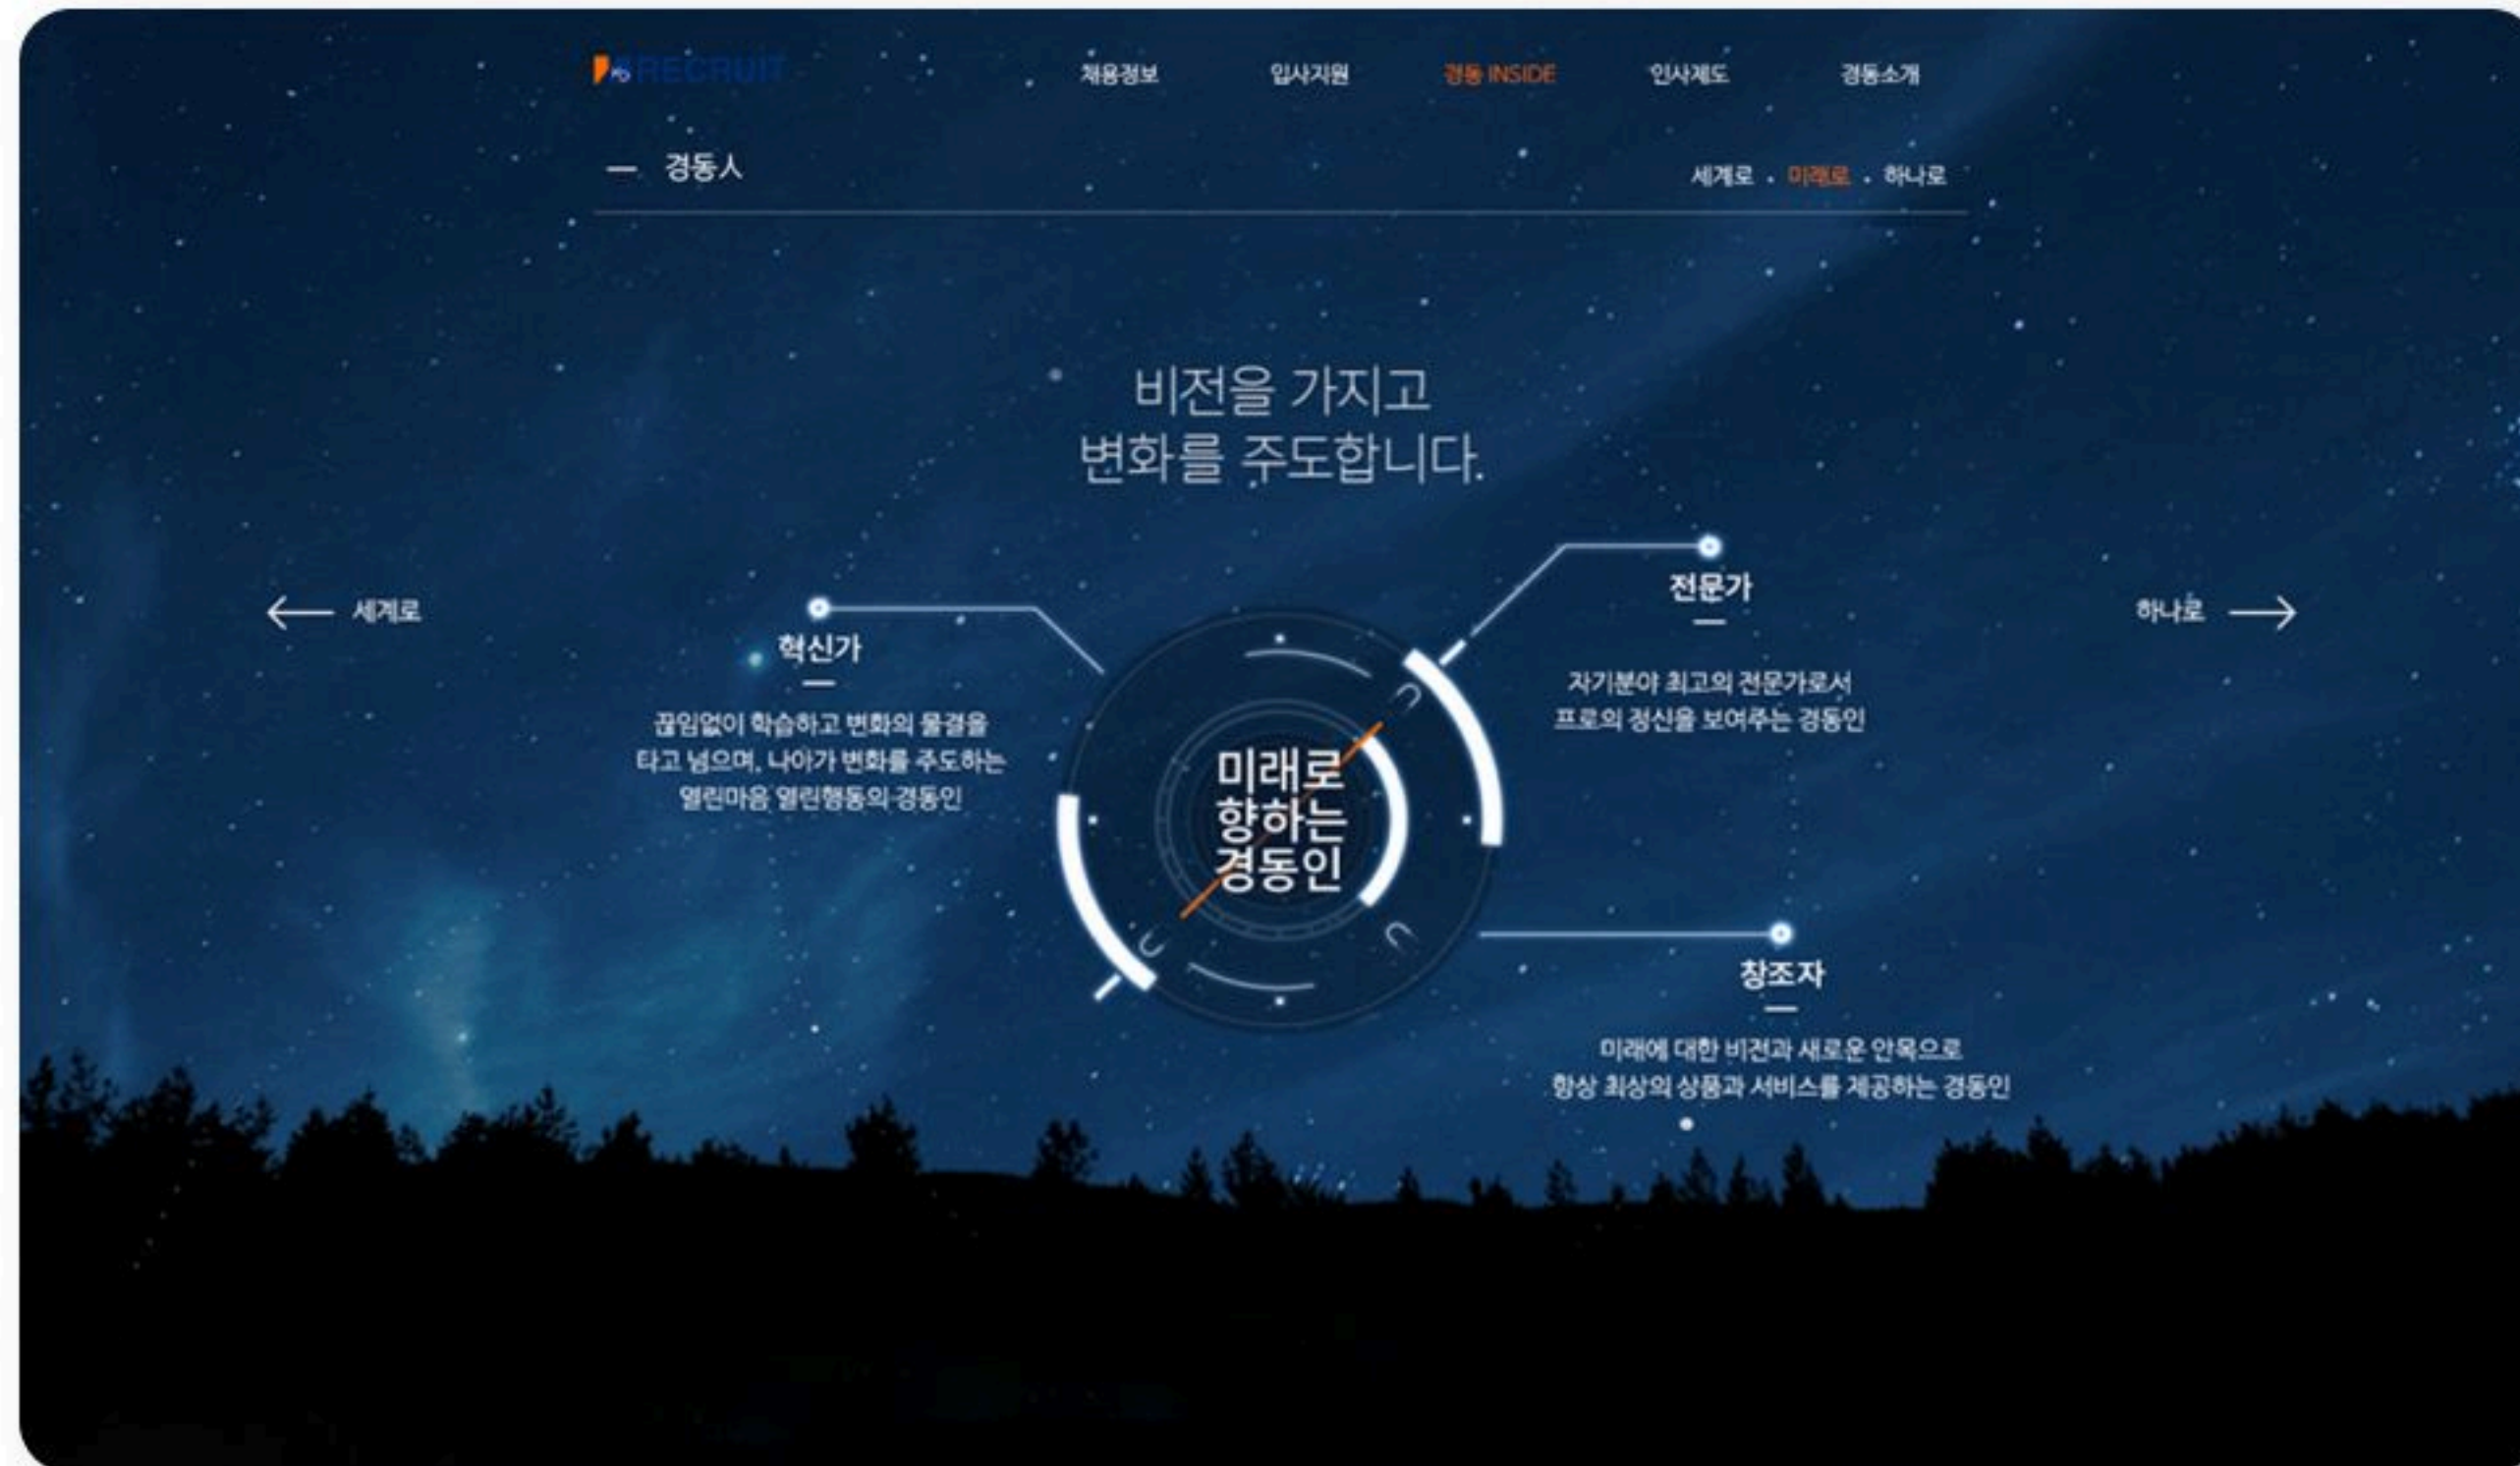 RECRUIT
채용정보 입사지원 경동 INSIDE 인사제도 경동소개
경동人
세계로 . 미래로 . 하나로
비전을 가지고
변화를 주도합니다.
세계로
하나로
혁신가
끊임없이 학습하고 변화의 물결을
타고 넘으며, 나아가 변화를 주도하는
열린마음 열린행동의 경동인
전문가
자기분야 최고의 전문가로서
프로의 정신을 보여주는 경동인
미래로
향하는
경동인
창조자
미래에 대한 비전과 새로운 안목으로
항상 최상의 상품과 서비스를 제공하는 경동인